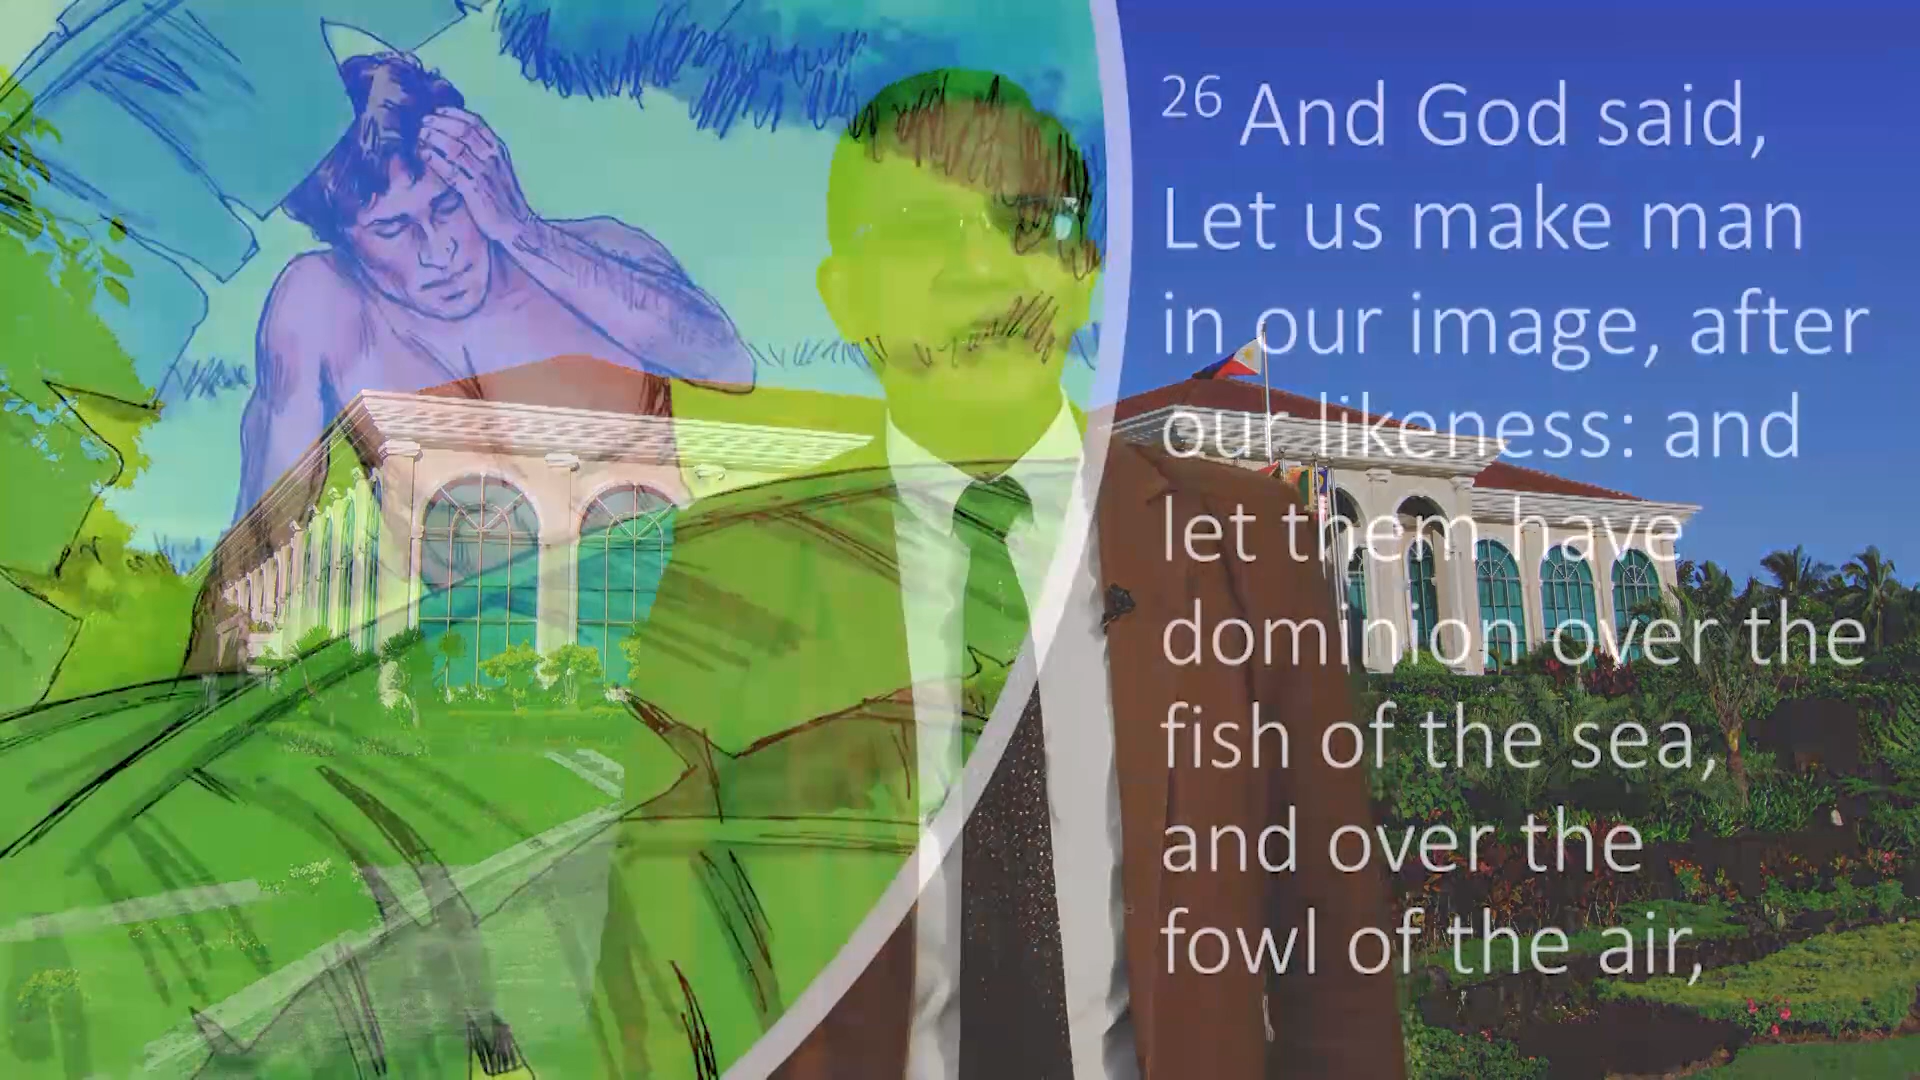 26 And God said,
Let us make man
in our image, after
our likeness: and
let them have
dominion over the
fish of the sea,
and over the
fowl of the air,